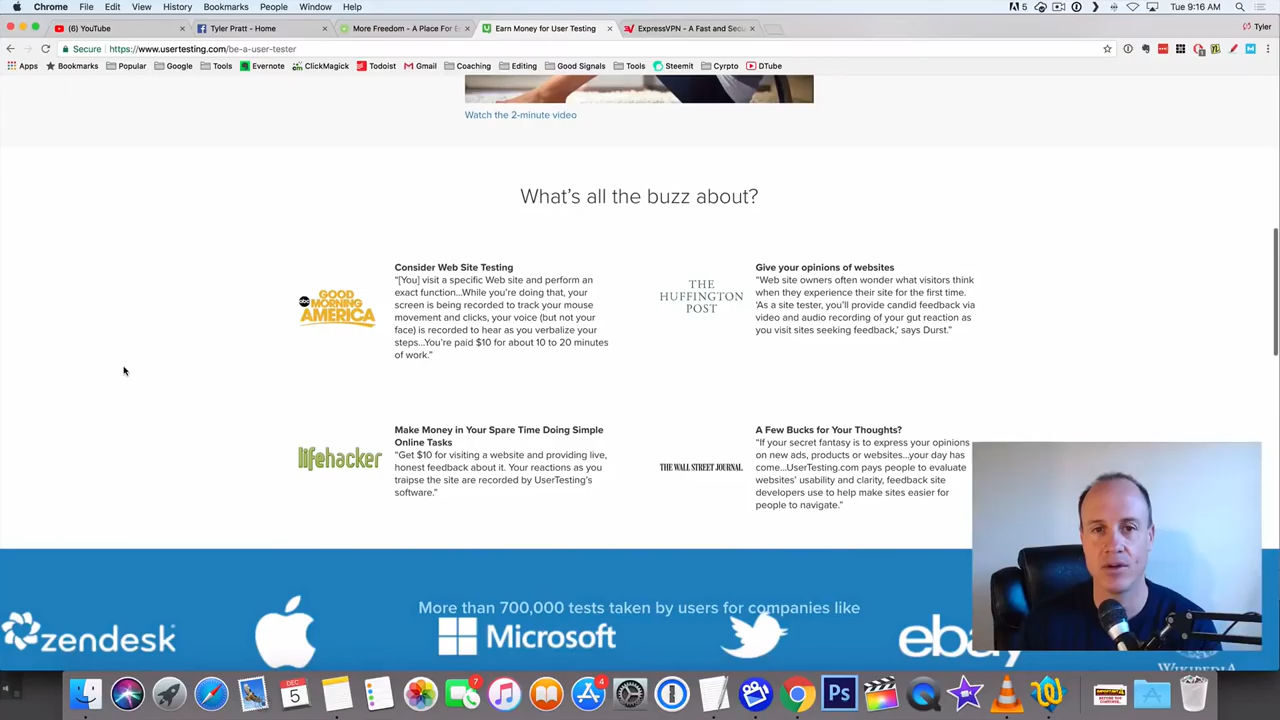 Chrome File Edit View History Bookmarks People Window Help
5 Tue 9:16 AM
(6) YouTube
Tyler Pratt - Home
More Freedom - A Place For E
Earn Money for User Testing
ExpressVPN - A Fast and Secu
Tyler
Secure https://www.usertesting.com/be-a-user-tester
Apps Bookmarks Popular Google Tools Evernote ClickMagick Todoist Gmail Coaching Editing Good Signals Tools Steemit Cyrpto DTube
Watch the 2-minute video
What's all the buzz about?
abc GOOD
MORNING
AMERICA
Consider Web Site Testing
"[You] visit a specific Web site and perform an
exact function...While you're doing that, your
screen is being recorded to track your mouse
movement and clicks, your voice (but not your
face) is recorded to hear as you verbalize your
steps...You're paid $10 for about 10 to 20 minutes
of work."
THE
HUFFINGTON
POST
Give your opinions of websites
"Web site owners often wonder what visitors think
when they experience their site for the first time.
'As a site tester, you'll provide candid feedback via
video and audio recording of your gut reaction as
you visit sites seeking feedback,' says Durst."
lifehacker
Make Money in Your Spare Time Doing Simple
Online Tasks
"Get $10 for visiting a website and providing live,
honest feedback about it. Your reactions as you
traipse the site are recorded by UserTesting's
software."
THE WALL STREET JOURNAL
A Few Bucks for Your Thoughts?
"If your secret fantasy is to express your opinions
on new ads, products or websites...your day has
come...UserTesting.com pays people to evaluate
websites' usability and clarity, feedback site
developers use to help make sites easier for
people to navigate."
More than 700,000 tests taken by users for companies like
zendesk
Microsoft
ebay
WIKIPEDIA
DEC
5
7
4
Ps